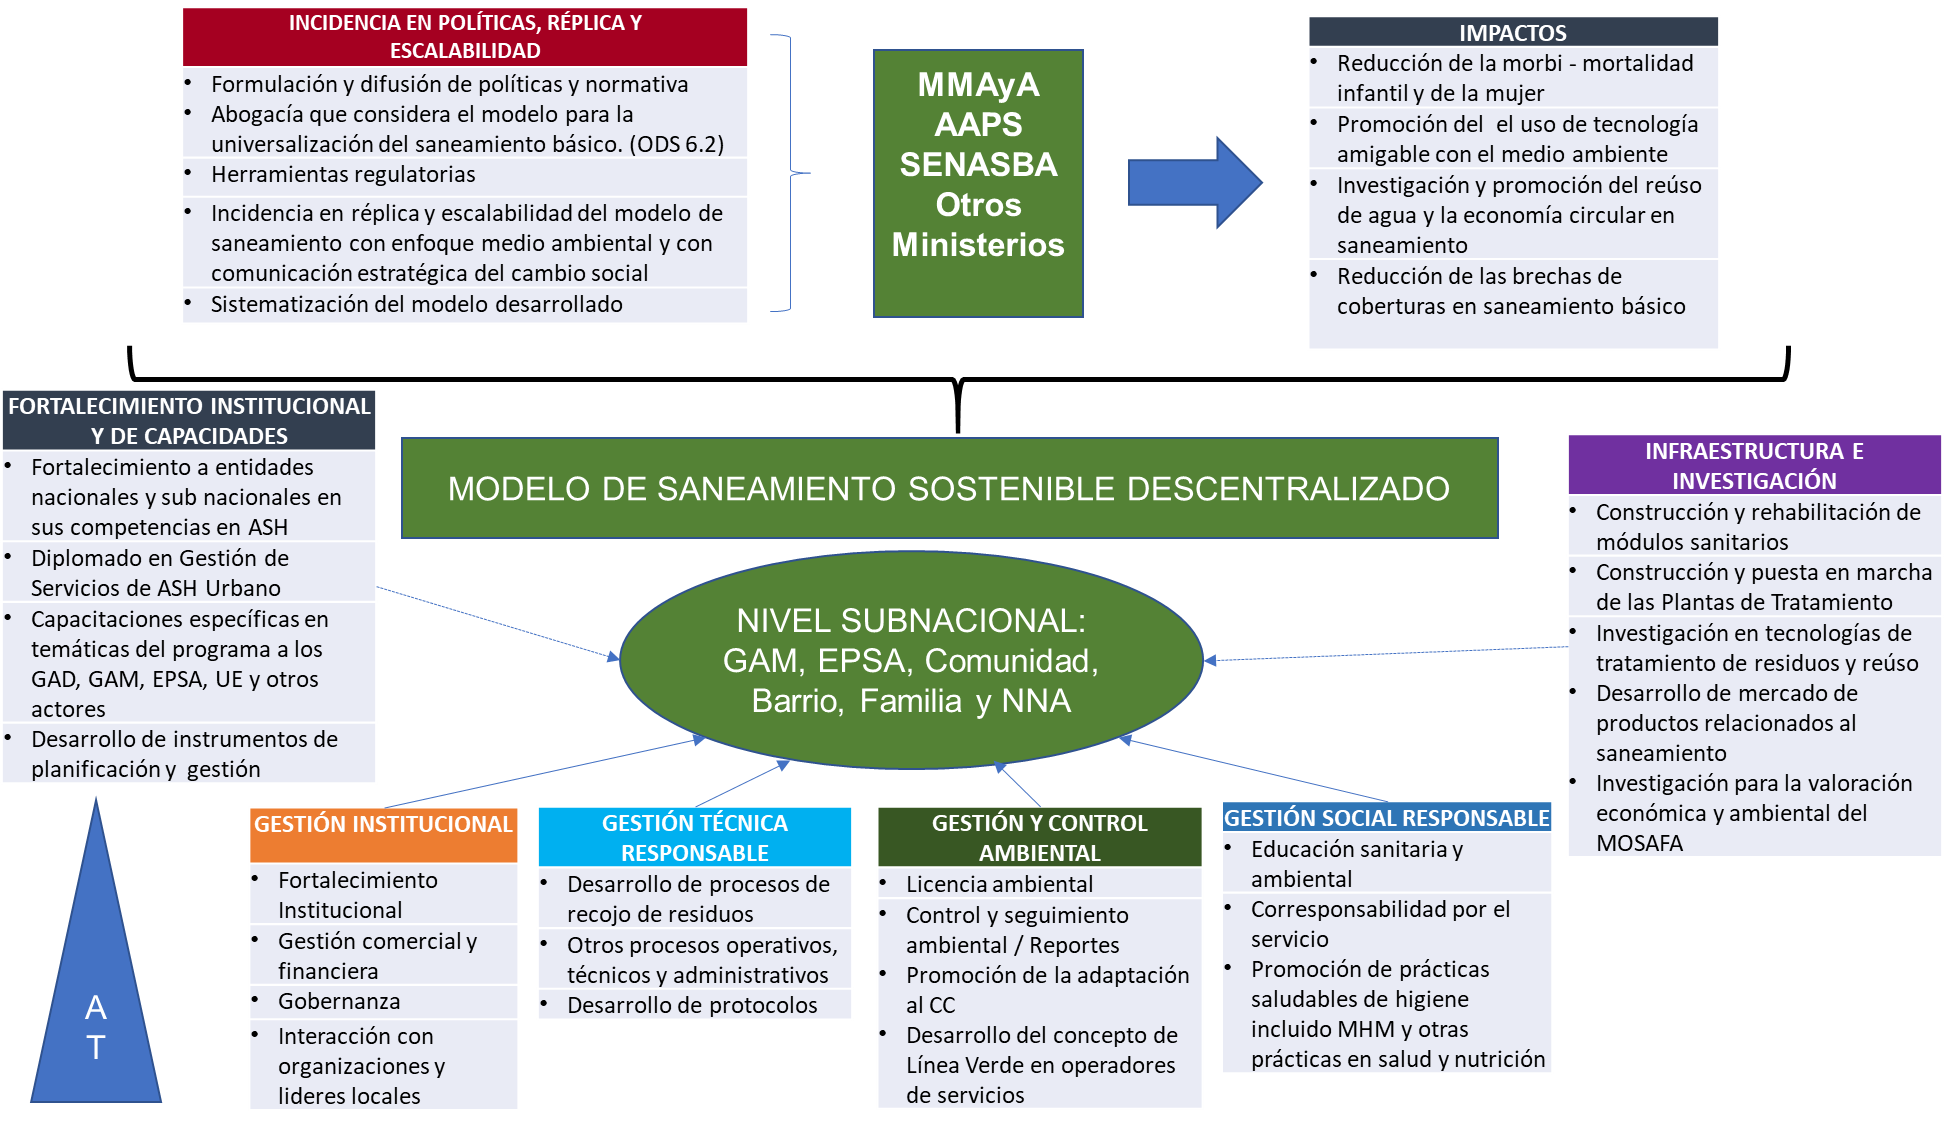 INCIDENCIA EN POLÍTICAS, RÉPLICA Y
ESCALABILIDAD
• Formulación y difusión de políticas y normativa
• Abogacía que considera el modelo para la
universalización del saneamiento básico. (ODS 6.2)
• Herramientas regulatorias
• Incidencia en réplica y escalabilidad del modelo de
saneamiento con enfoque medio ambiental y con
comunicación estratégica del cambio social
• Sistematización del modelo desarrollado
MMAyA
AAPS
SENASBA
Otros
Ministerios
IMPACTOS
• Reducción de la morbi - mortalidad
infantil y de la mujer
• Promoción del el uso de tecnología
amigable con el medio ambiente
• Investigación y promoción del reúso
de agua y la economía circular en
saneamiento
• Reducción de las brechas de
coberturas en saneamiento básico
FORTALECIMIENTO INSTITUCIONAL
Y DE CAPACIDADES
• Fortalecimiento a entidades
nacionales y sub nacionales en
sus competencias en ASH
• Diplomado en Gestión de
Servicios de ASH Urbano
• Capacitaciones específicas en
temáticas del programa a los
GAD, GAM, EPSA, UE y otros
actores
• Desarrollo de instrumentos de
planificación y gestión
MODELO DE SANEAMIENTO SOSTENIBLE DESCENTRALIZADO
NIVEL SUBNACIONAL:
GAM, EPSA, Comunidad,
Barrio, Familia y NNA
INFRAESTRUCTURA E
INVESTIGACIÓN
• Construcción y rehabilitación de
módulos sanitarios
• Construcción y puesta en marcha
de las Plantas de Tratamiento
• Investigación en tecnologías de
tratamiento de residuos y reúso
• Desarrollo de mercado de
productos relacionados al
saneamiento
• Investigación para la valoración
económica y ambiental del
MOSAFA
A
T
GESTIÓN INSTITUCIONAL
• Fortalecimiento
Institucional
• Gestión comercial y
financiera
• Gobernanza
• Interacción con
organizaciones y
lideres locales
GESTIÓN TÉCNICA
RESPONSABLE
• Desarrollo de procesos de
recojo de residuos
• Otros procesos operativos,
técnicos y administrativos
• Desarrollo de protocolos
GESTIÓN Y CONTROL
AMBIENTAL
• Licencia ambiental
• Control y seguimiento
ambiental / Reportes
• Promoción de la adaptación
al CC
• Desarrollo del concepto de
Línea Verde en operadores
de servicios
GESTIÓN SOCIAL RESPONSABLE
• Educación sanitaria y
ambiental
• Corresponsabilidad por el
servicio
• Promoción de prácticas
saludables de higiene
incluido MHM y otras
prácticas en salud y nutrición